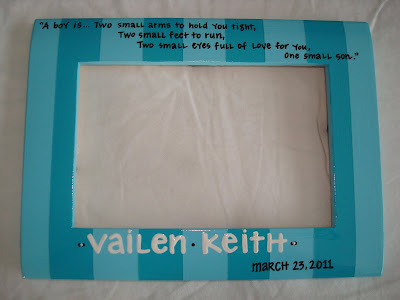 "A boy is... Two small arms to hold you tight,
Two small feet to run,
Two small eyes full of love for you,
One small son."
Vailen • Keith •
March 23, 2011